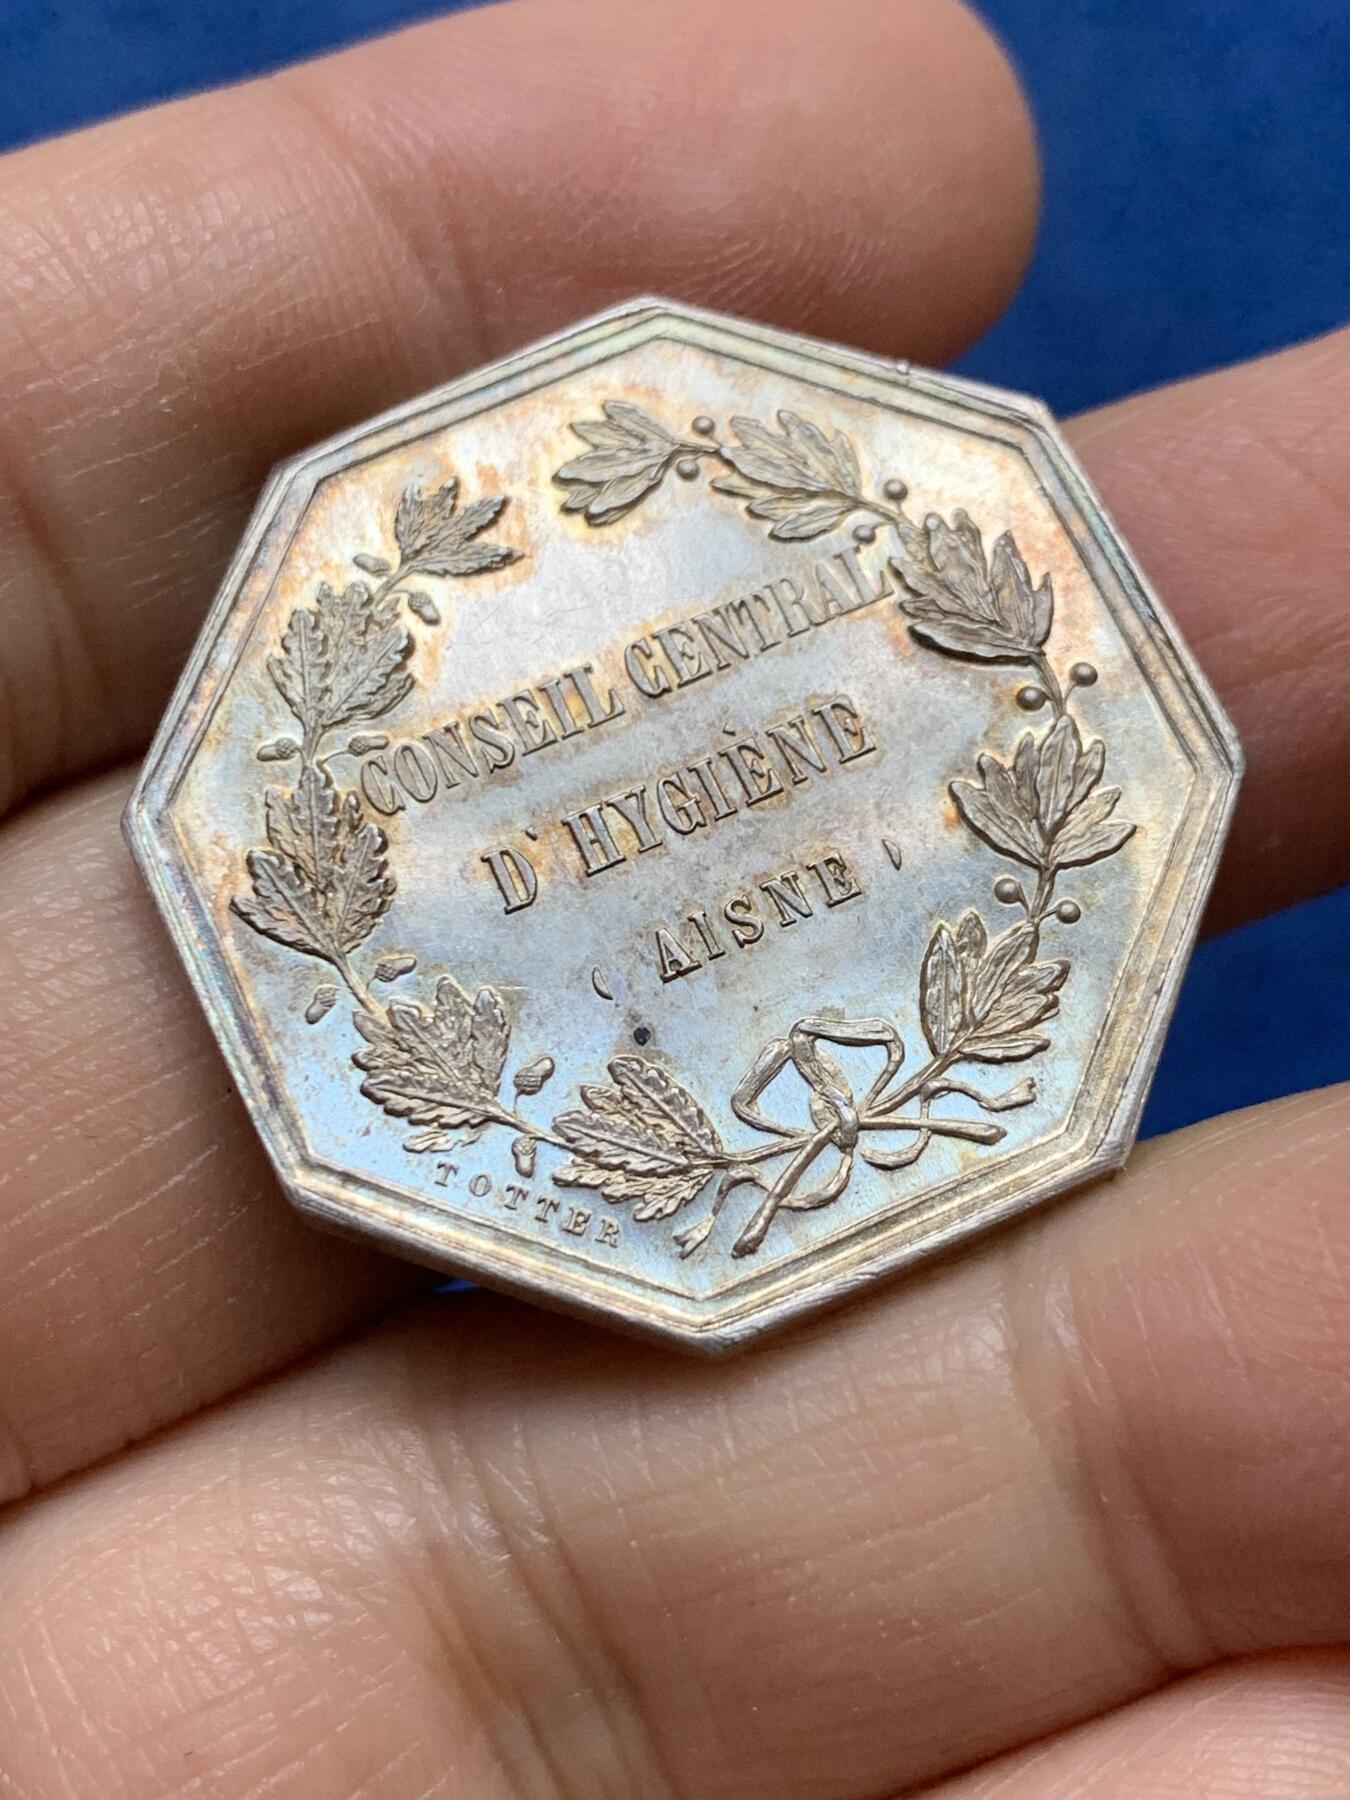 CONSEIL CENTRAL
D'HYGIÈNE
( AISNE )
TOTTER